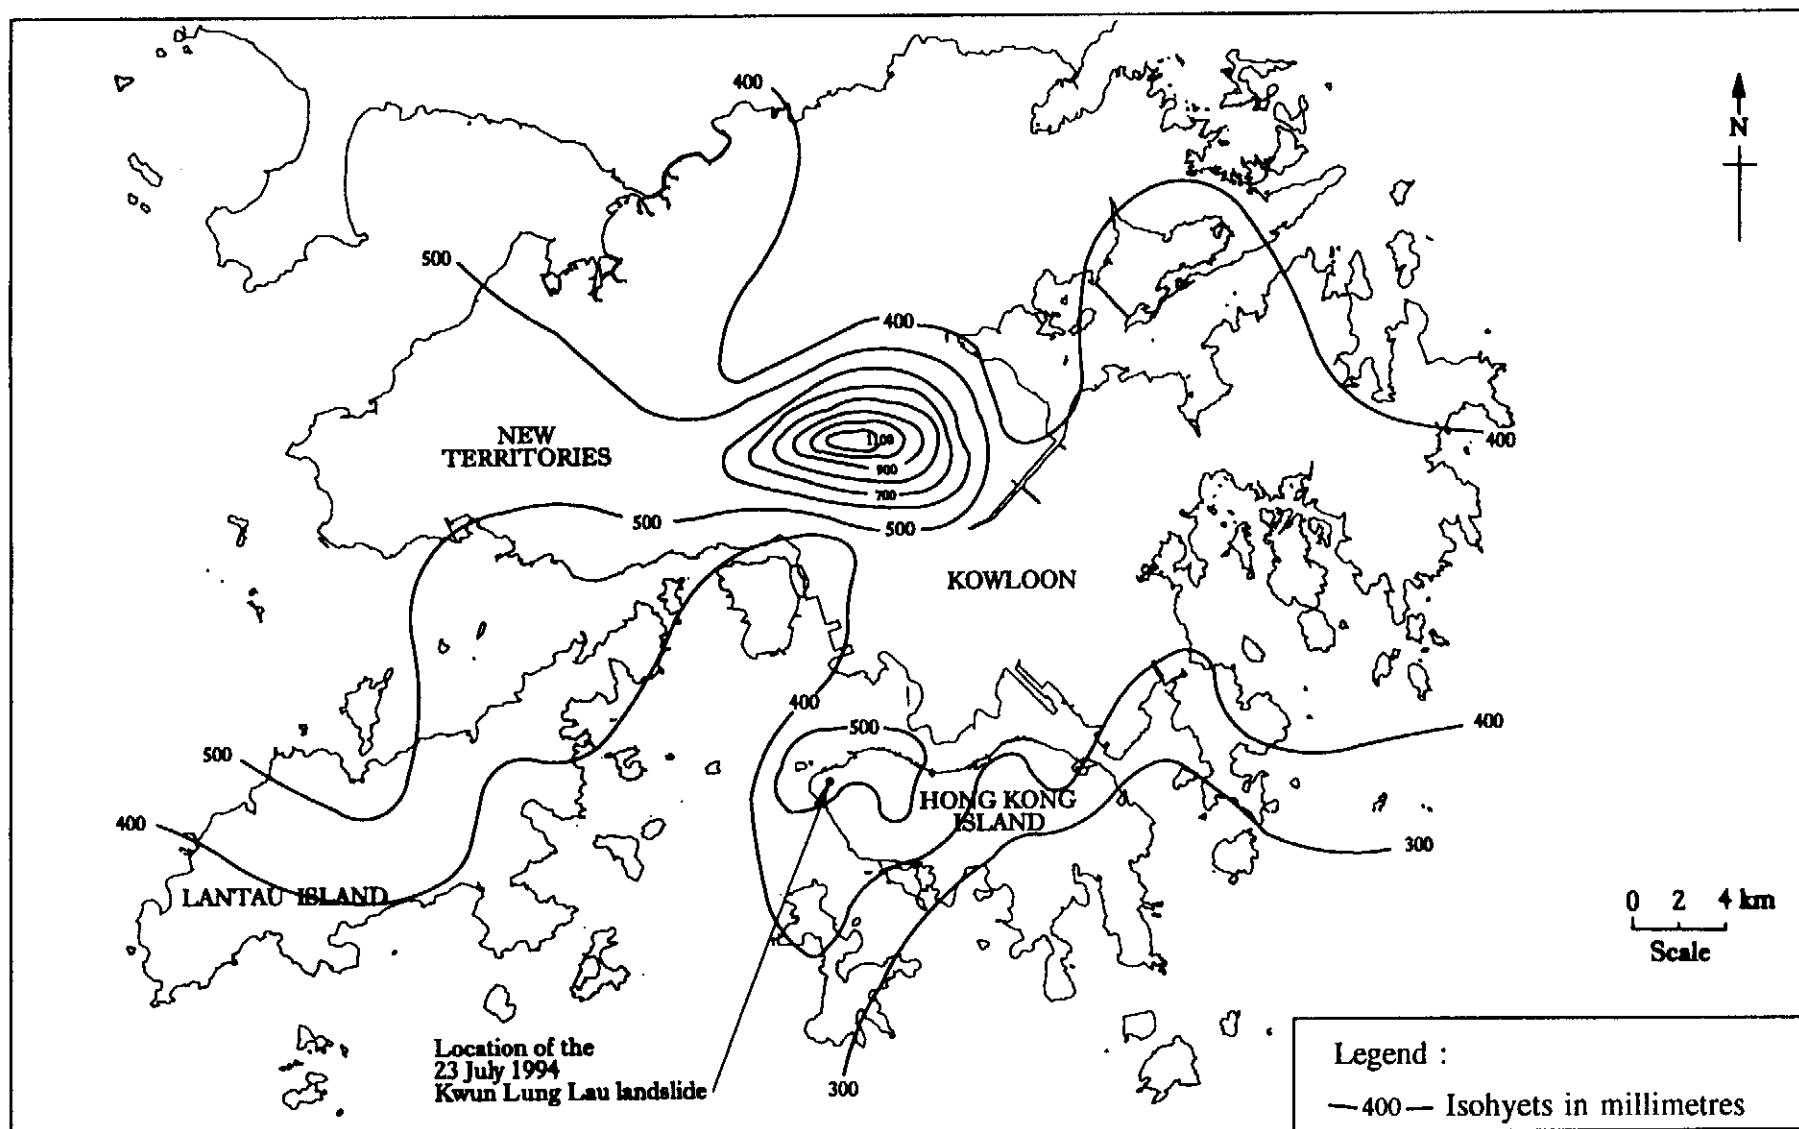 400
N
500
400
1100
NEW
TERRITORIES
400
900
700
500
500
KOWLOON
400
500
400
500
HONG KONG
ISLAND
400
300
LANTAU ISLAND
0 2 4 km
Scale
Location of the
23 July 1994
Kwun Lung Lau landslide
300
Legend :
400 Isohyets in millimetres